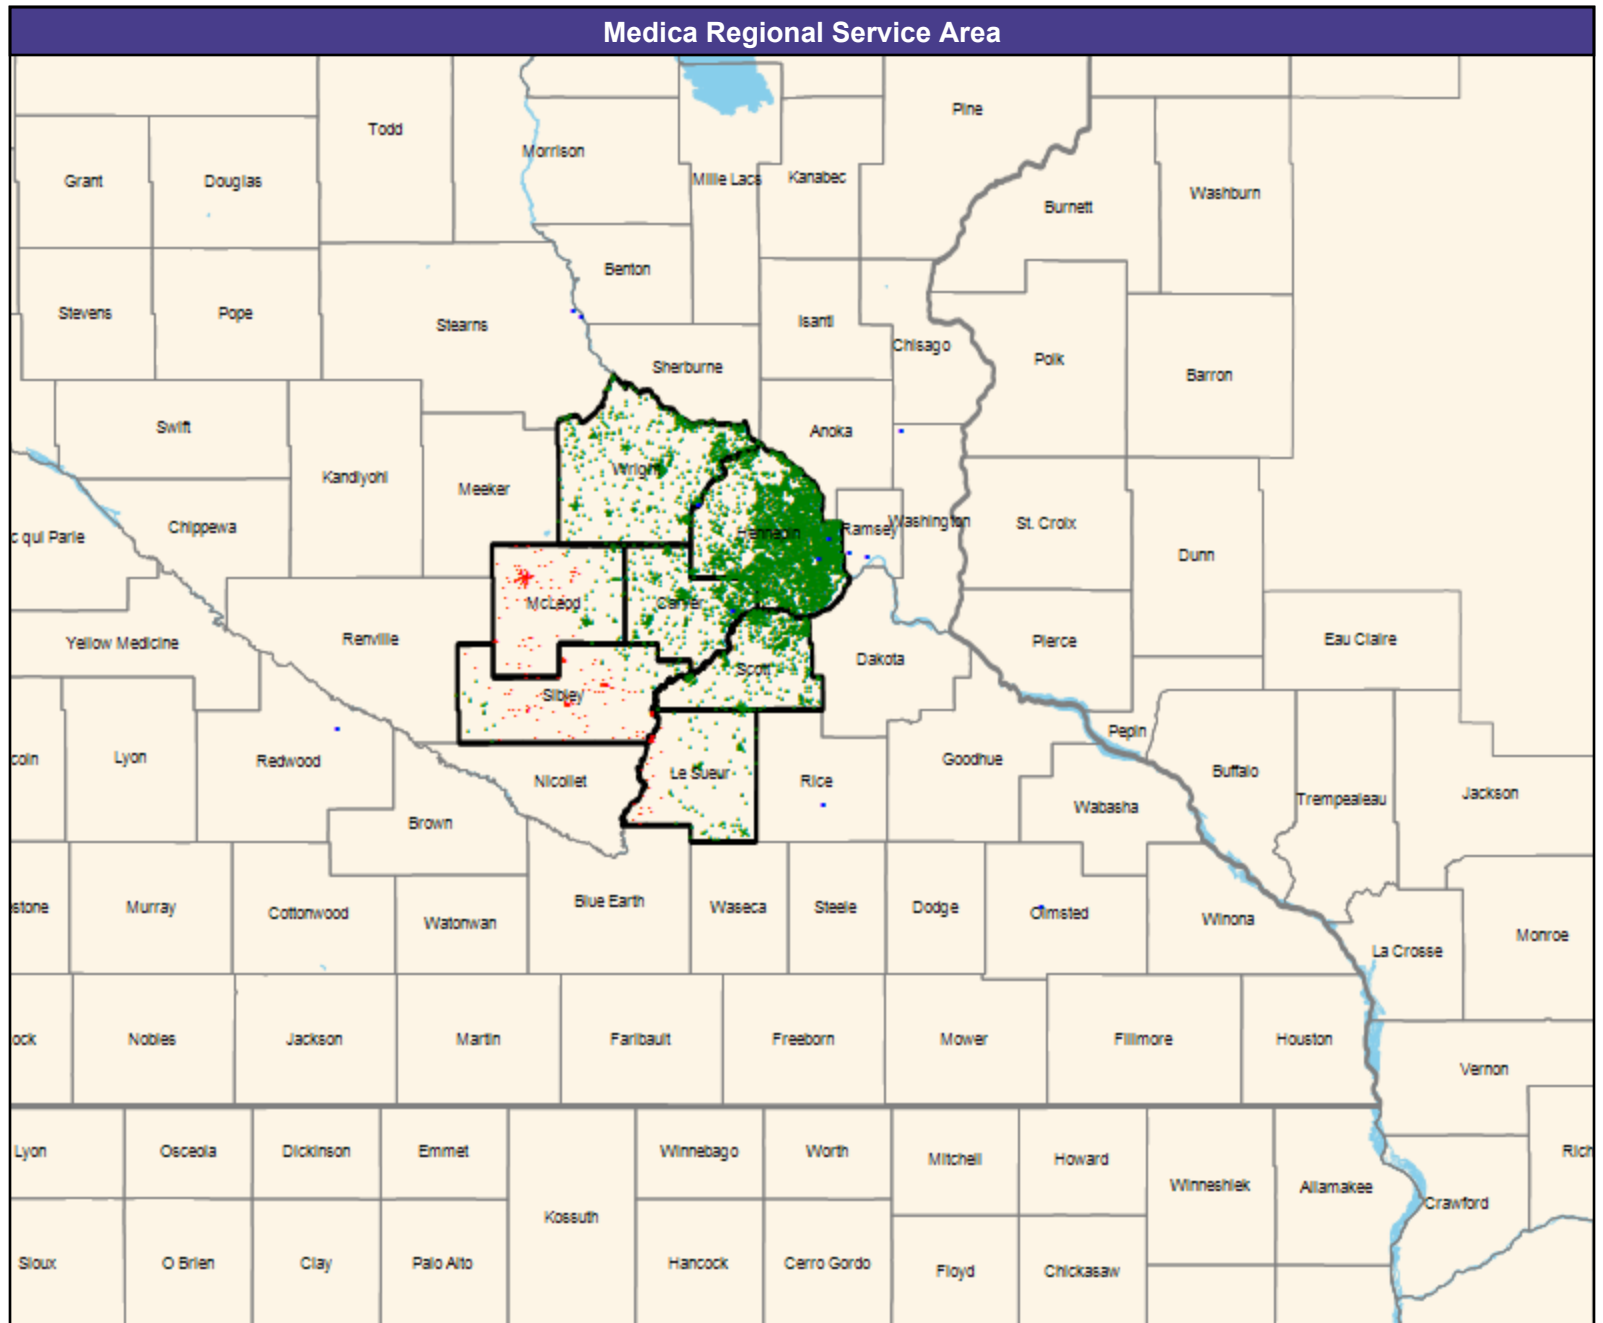 Medica Regional Service Area
Pine
Todd
Morrison
Mille Lacs
Kanabec
Grant
Douglas
Washburn
Burnett
Benton
Stevens
Pope
Stearns
Isanti
Chisago
Polk
Barron
Sherburne
Swift
Anoka
Wright
Kandiyohi
Meeker
Chippewa
Hennepin
Ramsey
Washington
St. Croix
c qui Parle
Dunn
McLeod
Carver
Yellow Medicine
Renville
Pierce
Eau Claire
Dakota
Scott
Sibley
Pepin
coln
Lyon
Redwood
Nicollet
Le Sueur
Rice
Goodhue
Buffalo
Trempealeau
Jackson
Wabasha
Brown
stone
Murray
Cottonwood
Watonwan
Blue Earth
Waseca
Steele
Dodge
Olmsted
Winona
La Crosse
Monroe
ock
Nobles
Jackson
Martin
Faribault
Freeborn
Mower
Fillmore
Houston
Vernon
Lyon
Osceola
Dickinson
Emmet
Winnebago
Worth
Mitchell
Howard
Rich
Winneshiek
Allamakee
Crawford
Kossuth
Sioux
O Brien
Clay
Palo Alto
Hancock
Cerro Gordo
Floyd
Chickasaw